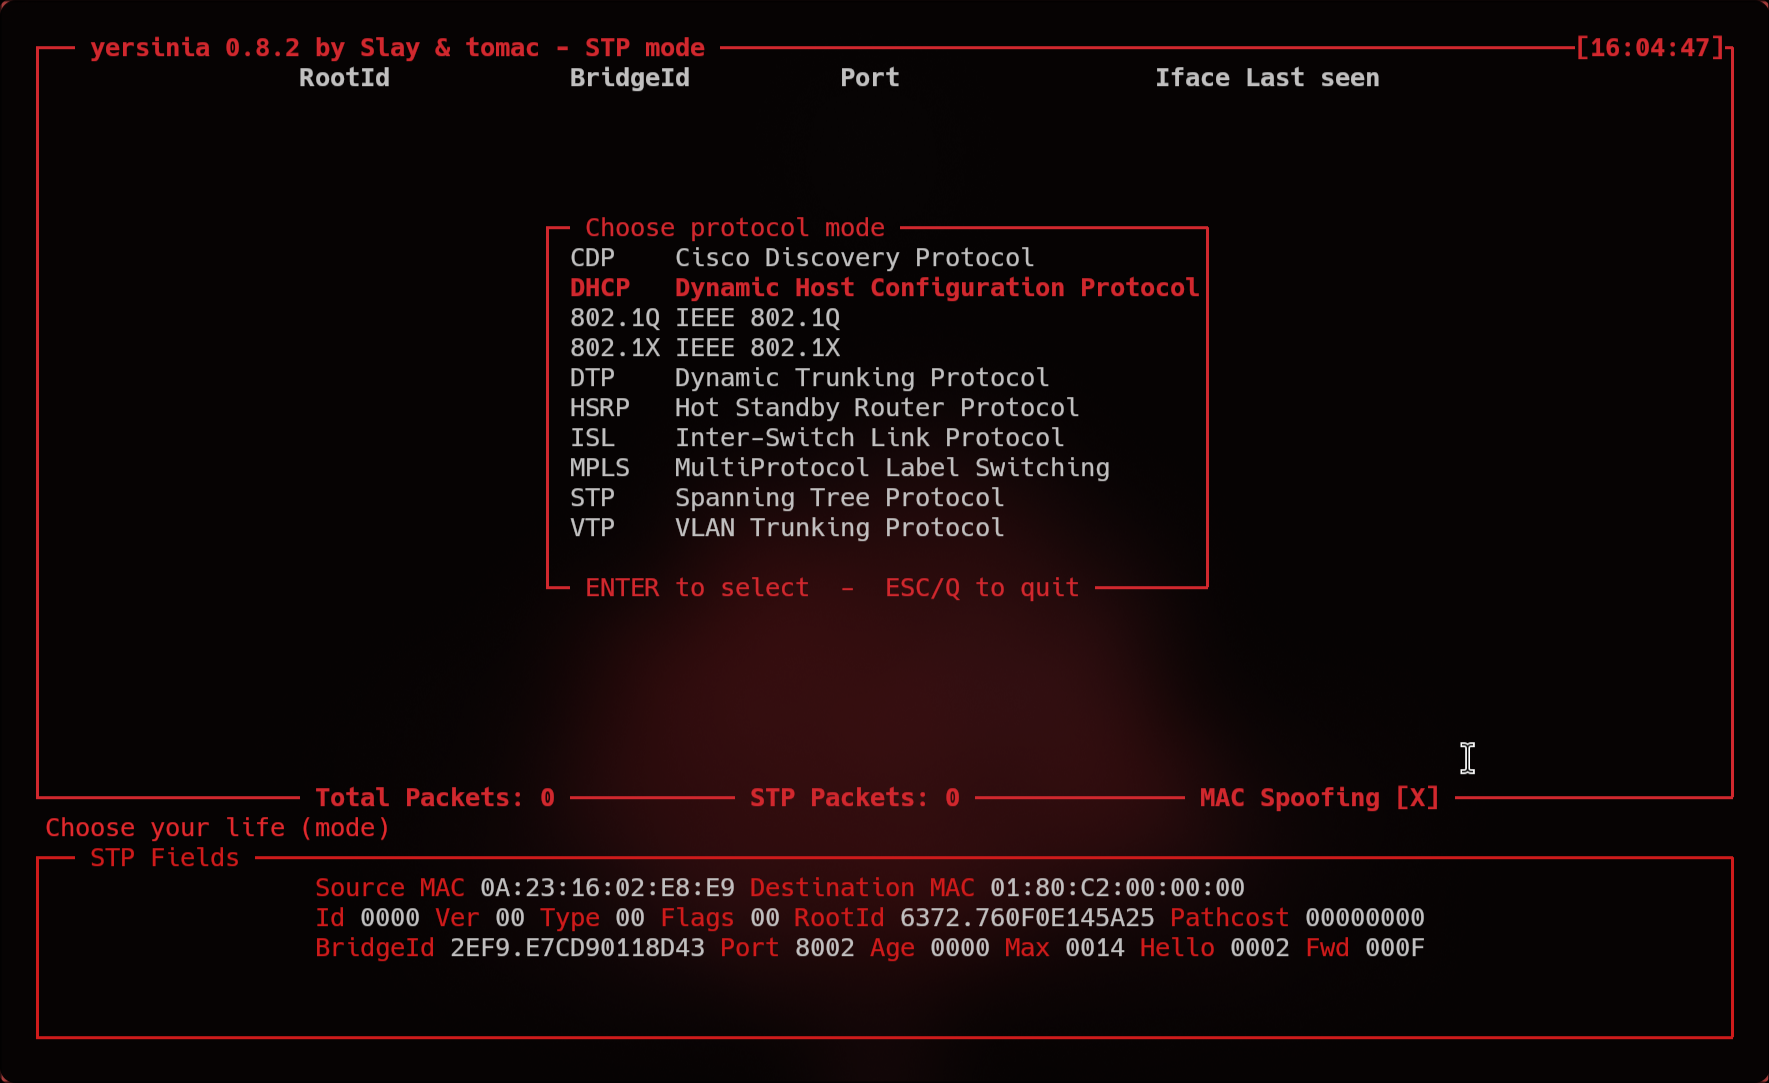 yersinia 0.8.2 by Slay & tomac - STP mode [16:04:47]
RootId BridgeId Port Iface Last seen
Choose protocol mode
CDP Cisco Discovery Protocol
DHCP Dynamic Host Configuration Protocol
802.1Q IEEE 802.1Q
802.1X IEEE 802.1X
DTP Dynamic Trunking Protocol
HSRP Hot Standby Router Protocol
ISL Inter-Switch Link Protocol
MPLS MultiProtocol Label Switching
STP Spanning Tree Protocol
VTP VLAN Trunking Protocol
ENTER to select - ESC/Q to quit
Total Packets: 0 STP Packets: 0 MAC Spoofing [X]
Choose your life (mode)
STP Fields
Source MAC 0A:23:16:02:E8:E9 Destination MAC 01:80:C2:00:00:00
Id 0000 Ver 00 Type 00 Flags 00 RootId 6372.760F0E145A25 Pathcost 00000000
BridgeId 2EF9.E7CD90118D43 Port 8002 Age 0000 Max 0014 Hello 0002 Fwd 000F